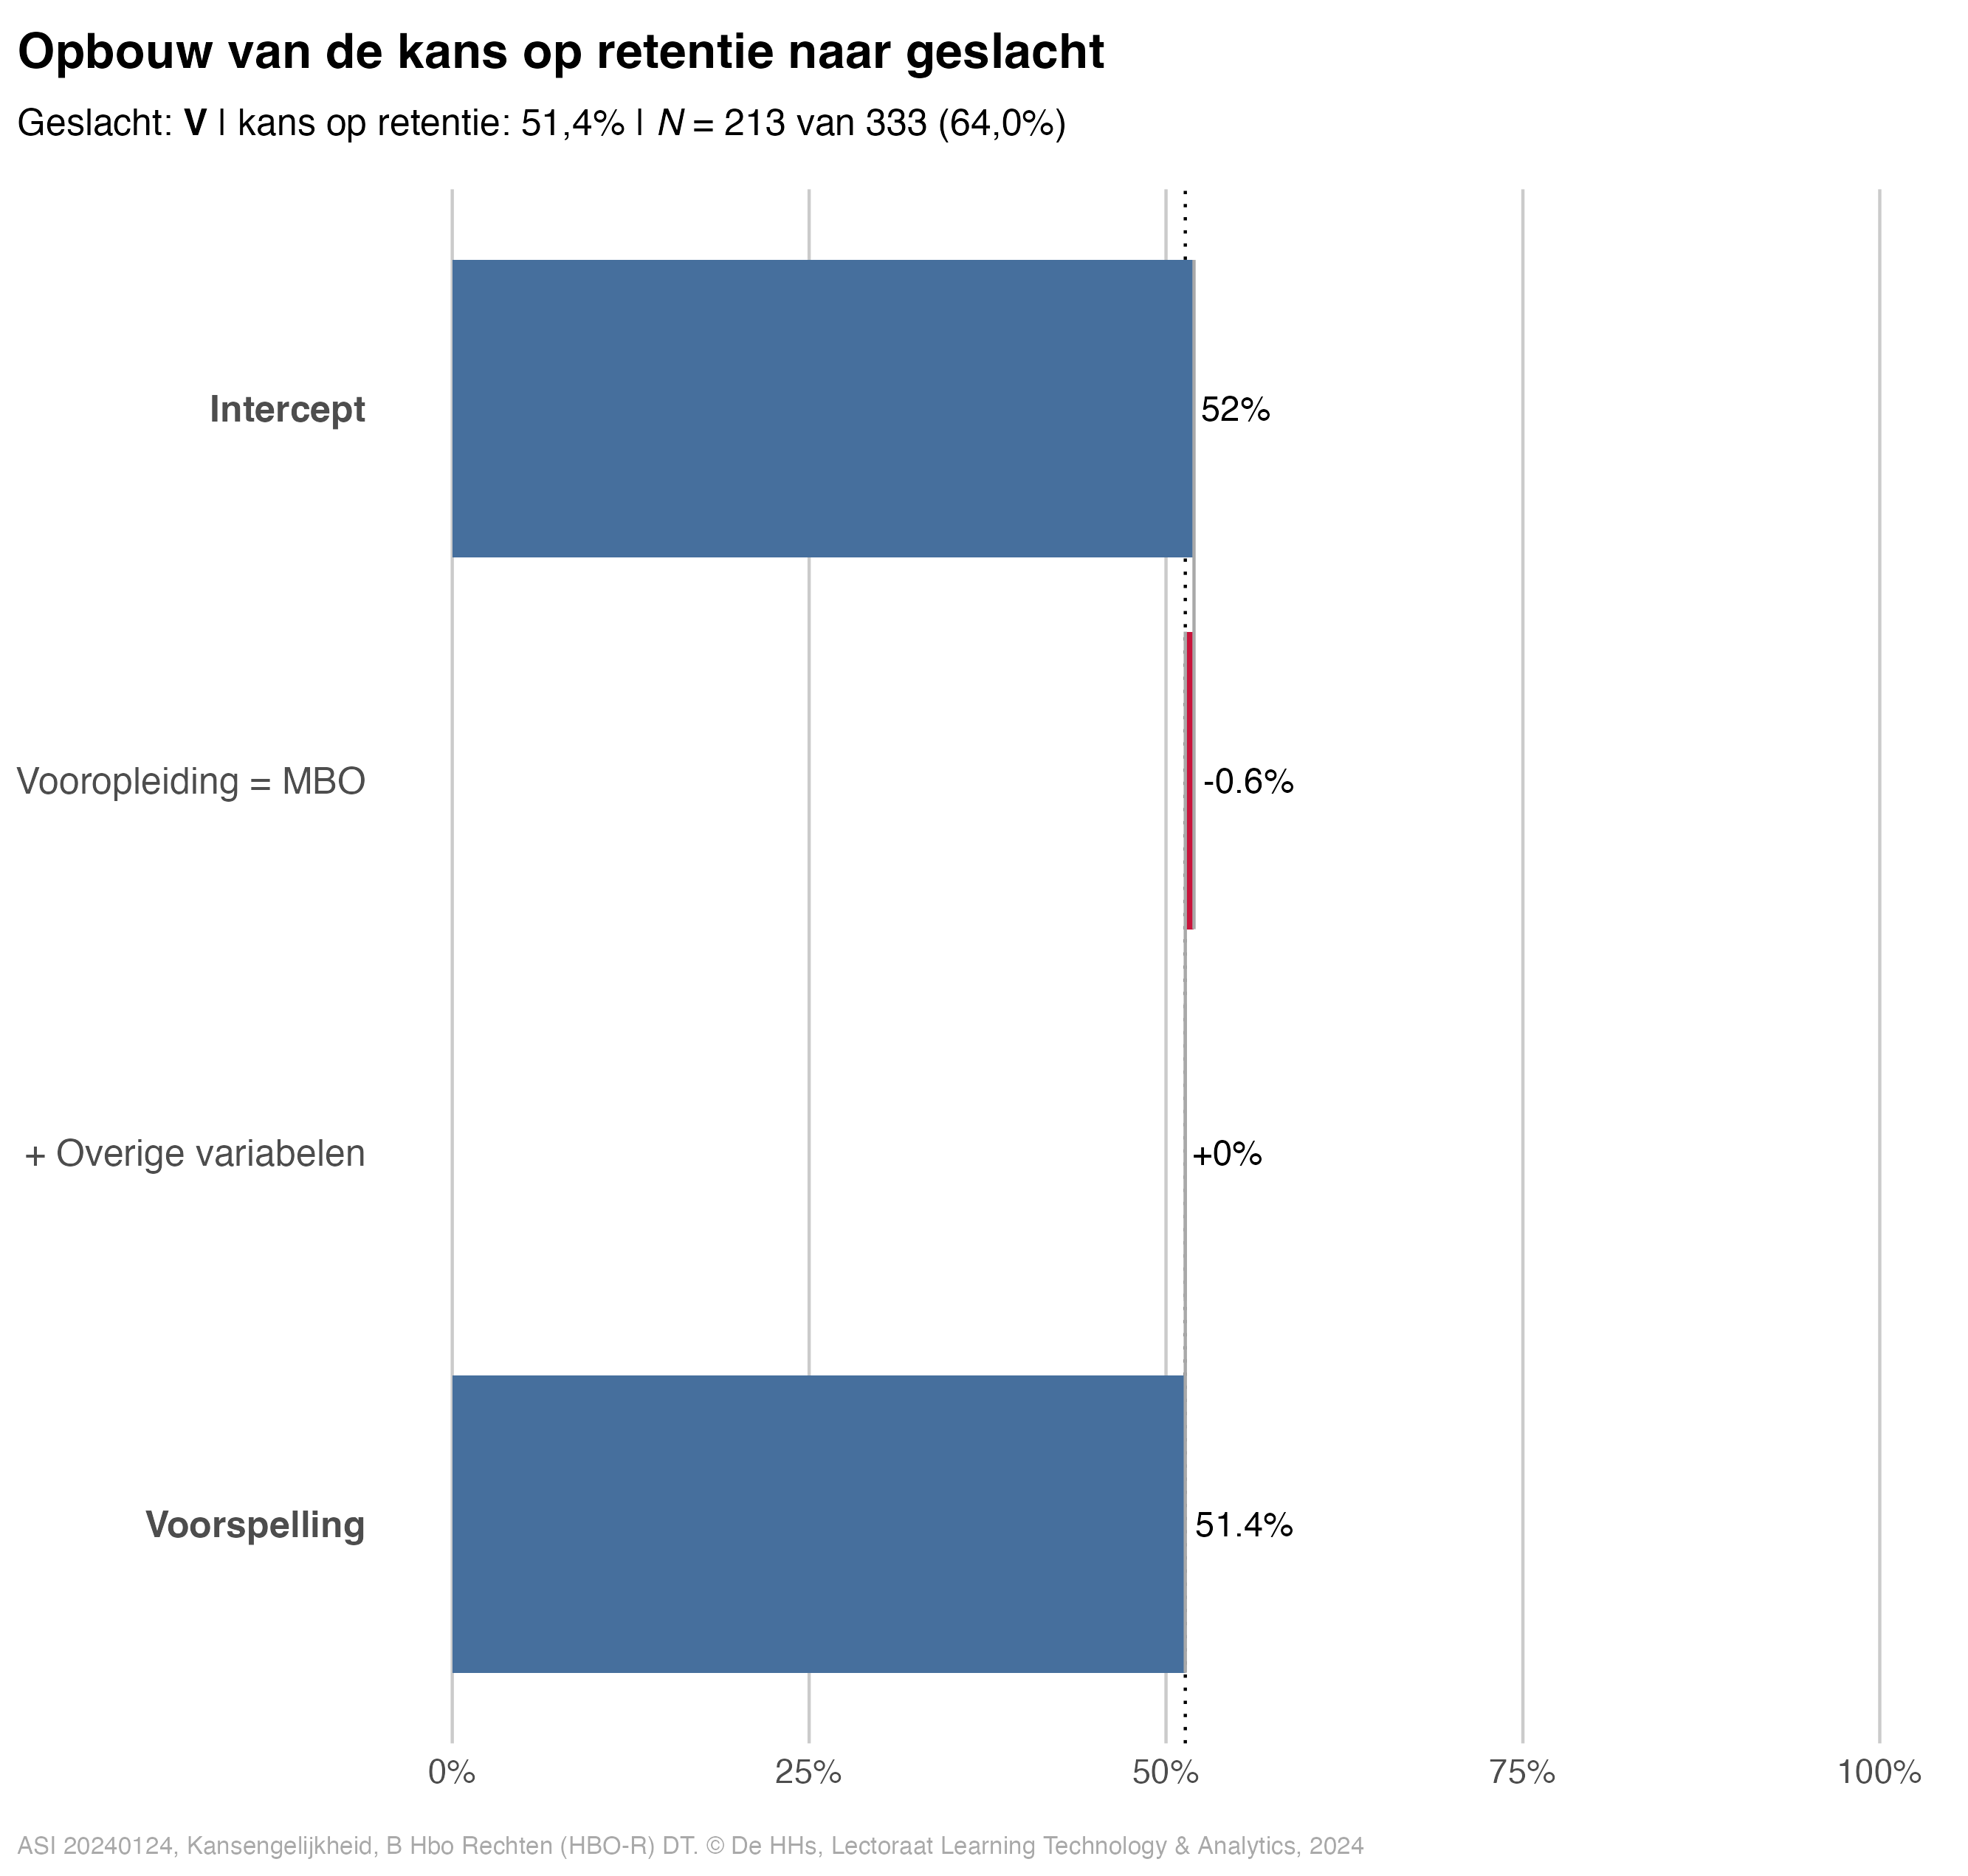 Opbouw van de kans op retentie naar geslacht
Geslacht: V | kans op retentie: 51,4% | N = 213 van 333 (64,0%)
Intercept
52%
Vooropleiding = MBO
-0.6%
+ Overige variabelen
+0%
Voorspelling
51.4%
0% 25% 50% 75% 100%
ASI 20240124, Kansengelijkheid, B Hbo Rechten (HBO-R) DT. © De HHs, Lectoraat Learning Technology & Analytics, 2024